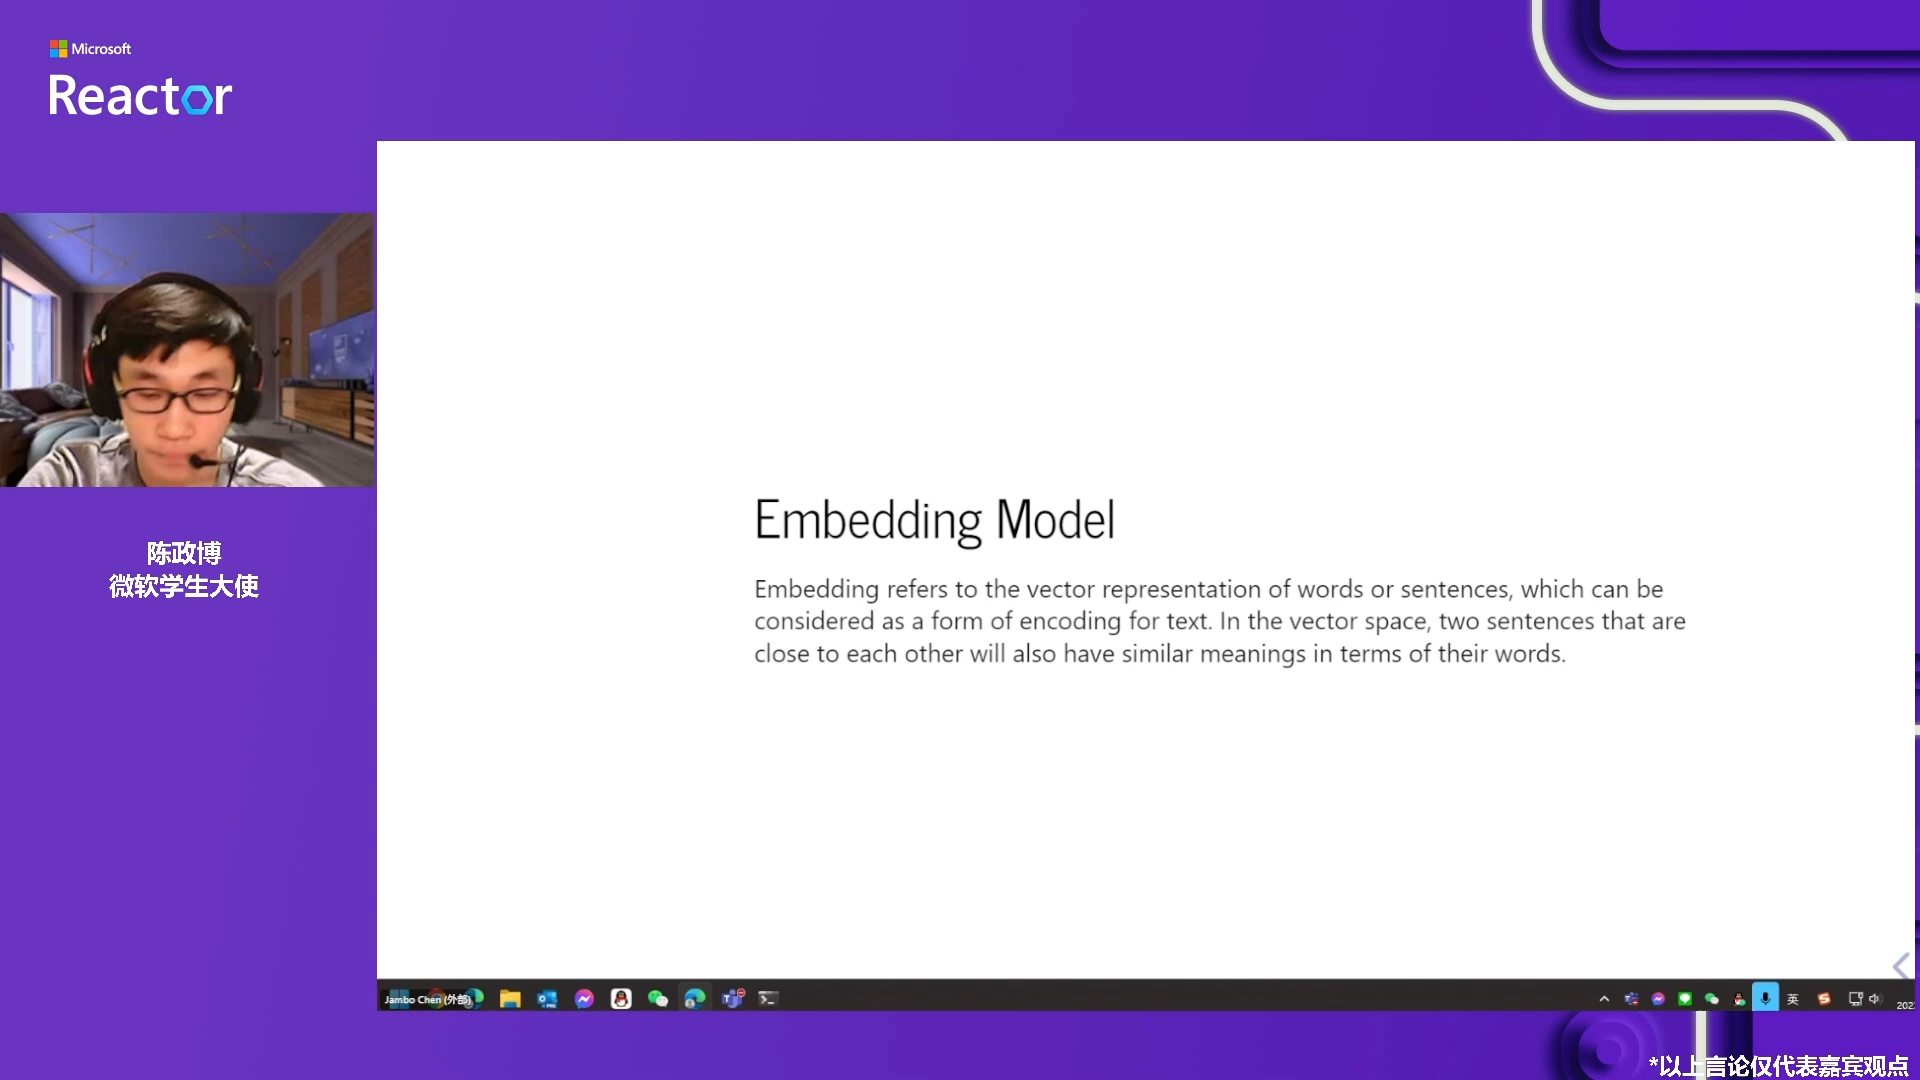 Microsoft
Reactor
陈政博
微软学生大使
Embedding Model
Embedding refers to the vector representation of words or sentences, which can be
considered as a form of encoding for text. In the vector space, two sentences that are
close to each other will also have similar meanings in terms of their words.
Jambo Chen (外部)
英
202
*以上言论仅代表嘉宾观点